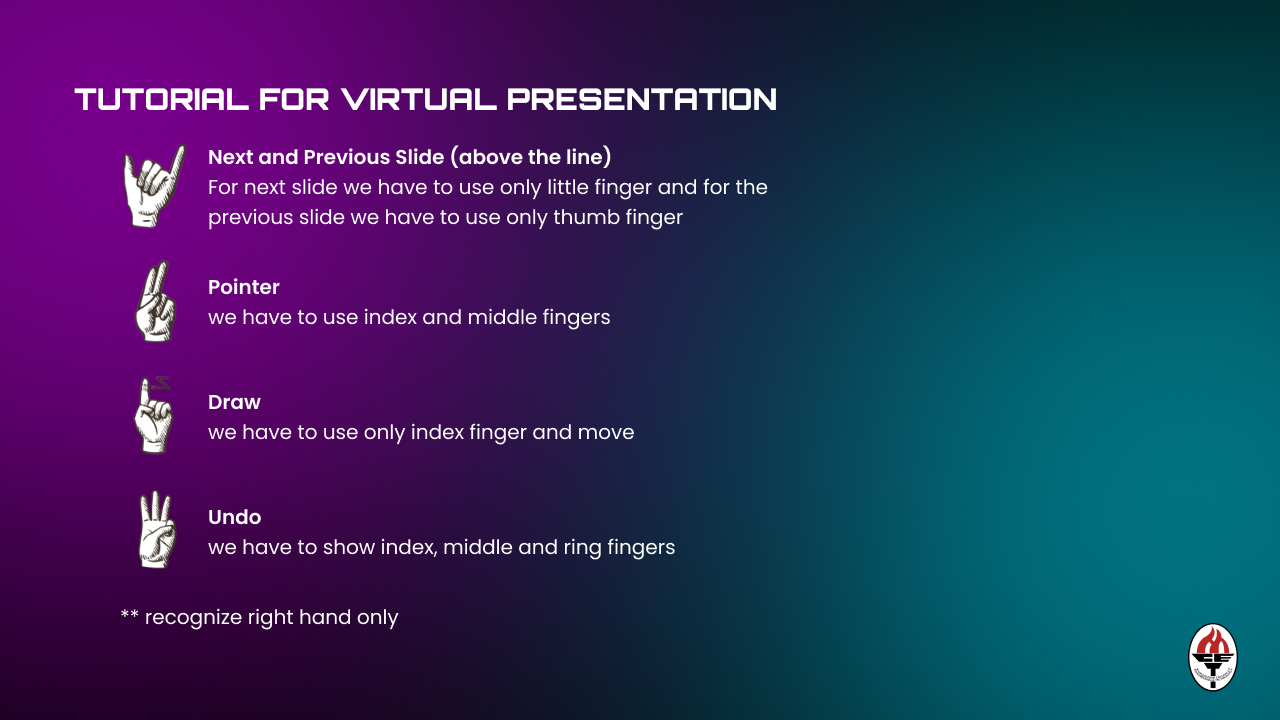 TUTORIAL FOR VIRTUAL PRESENTATION
Next and Previous Slide (above the line)
For next slide we have to use only little finger and for the
previous slide we have to use only thumb finger
Pointer
we have to use index and middle fingers
Draw
we have to use only index finger and move
Undo
we have to show index, middle and ring fingers
** recognize right hand only
CE